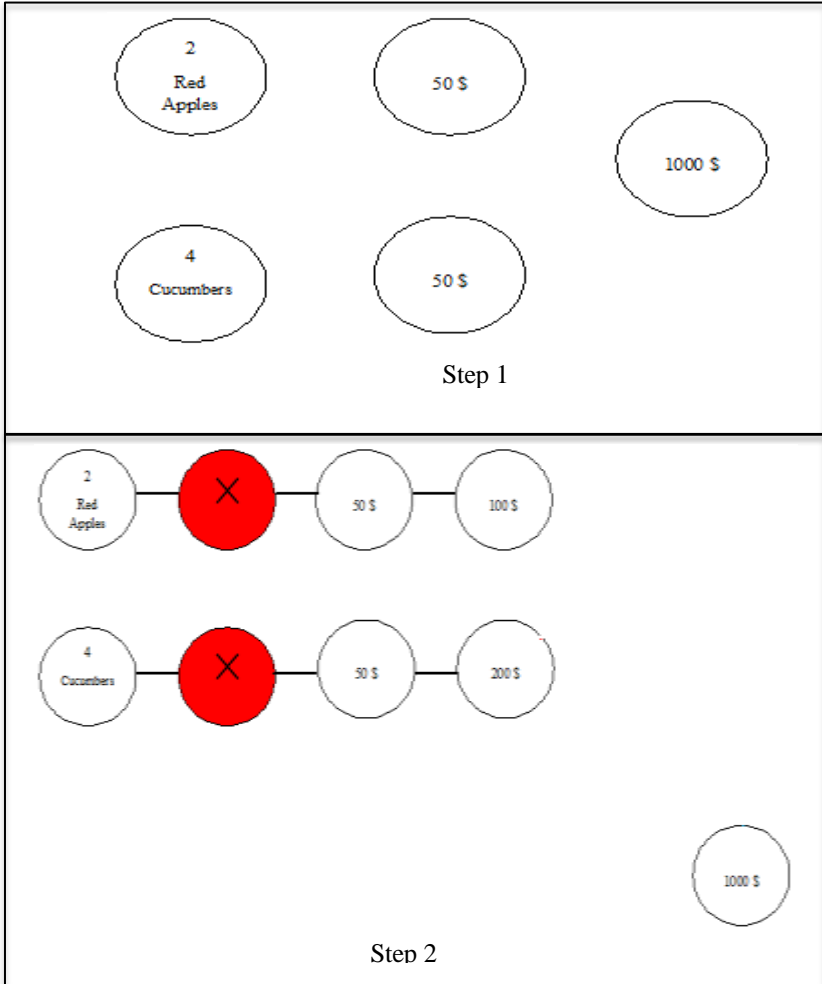 2
Red
Apples
50 $
1000 $
4
Cucumbers
50 $
Step 1
2
Red
Apples
X
50 $
100 $
4
Cucumbers
X
50 $
200 $
1000 $
Step 2